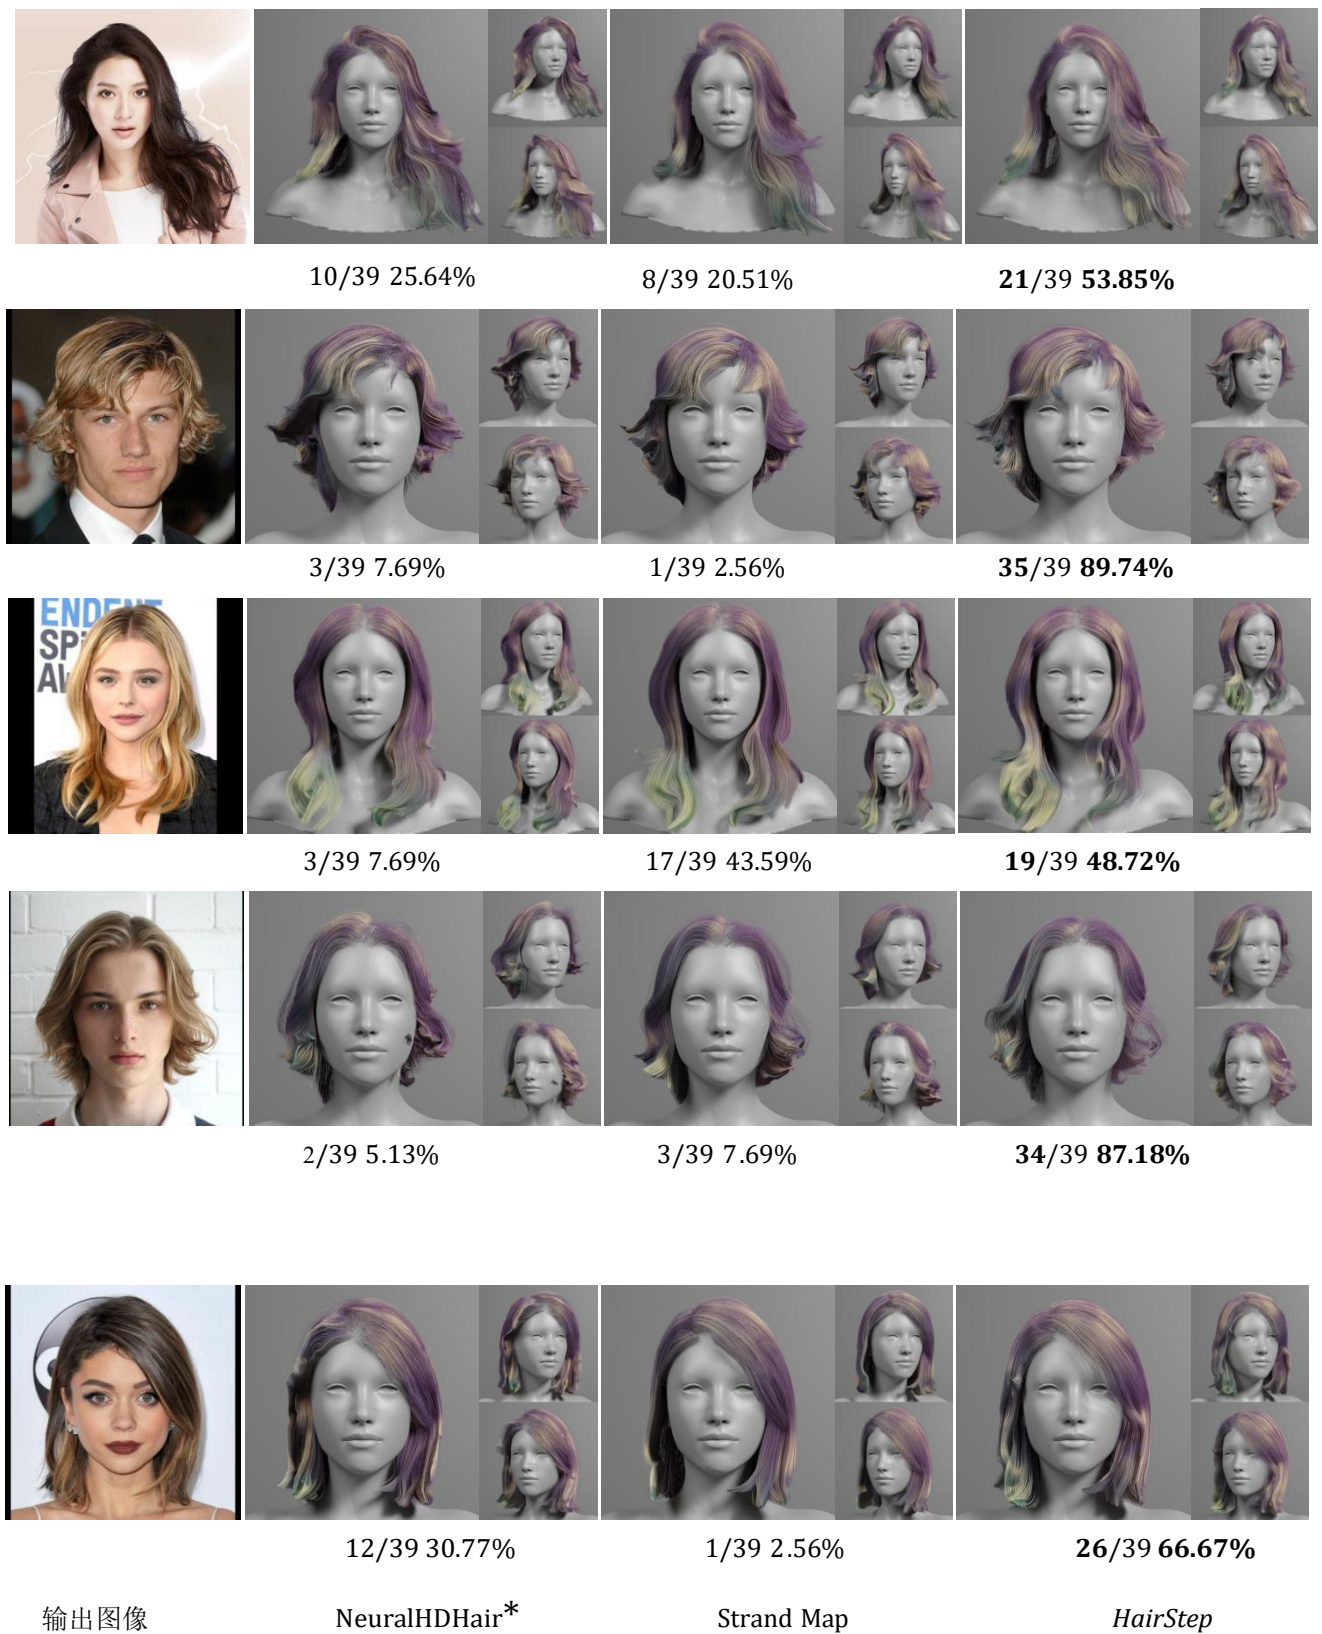 10/39 25.64% 8/39 20.51% 21/39 53.85%
3/39 7.69% 1/39 2.56% 35/39 89.74%
ENDENT
SPI
AW
3/39 7.69% 17/39 43.59% 19/39 48.72%
2/39 5.13% 3/39 7.69% 34/39 87.18%
12/39 30.77% 1/39 2.56% 26/39 66.67%
输出图像 NeuralHDHair* Strand Map HairStep